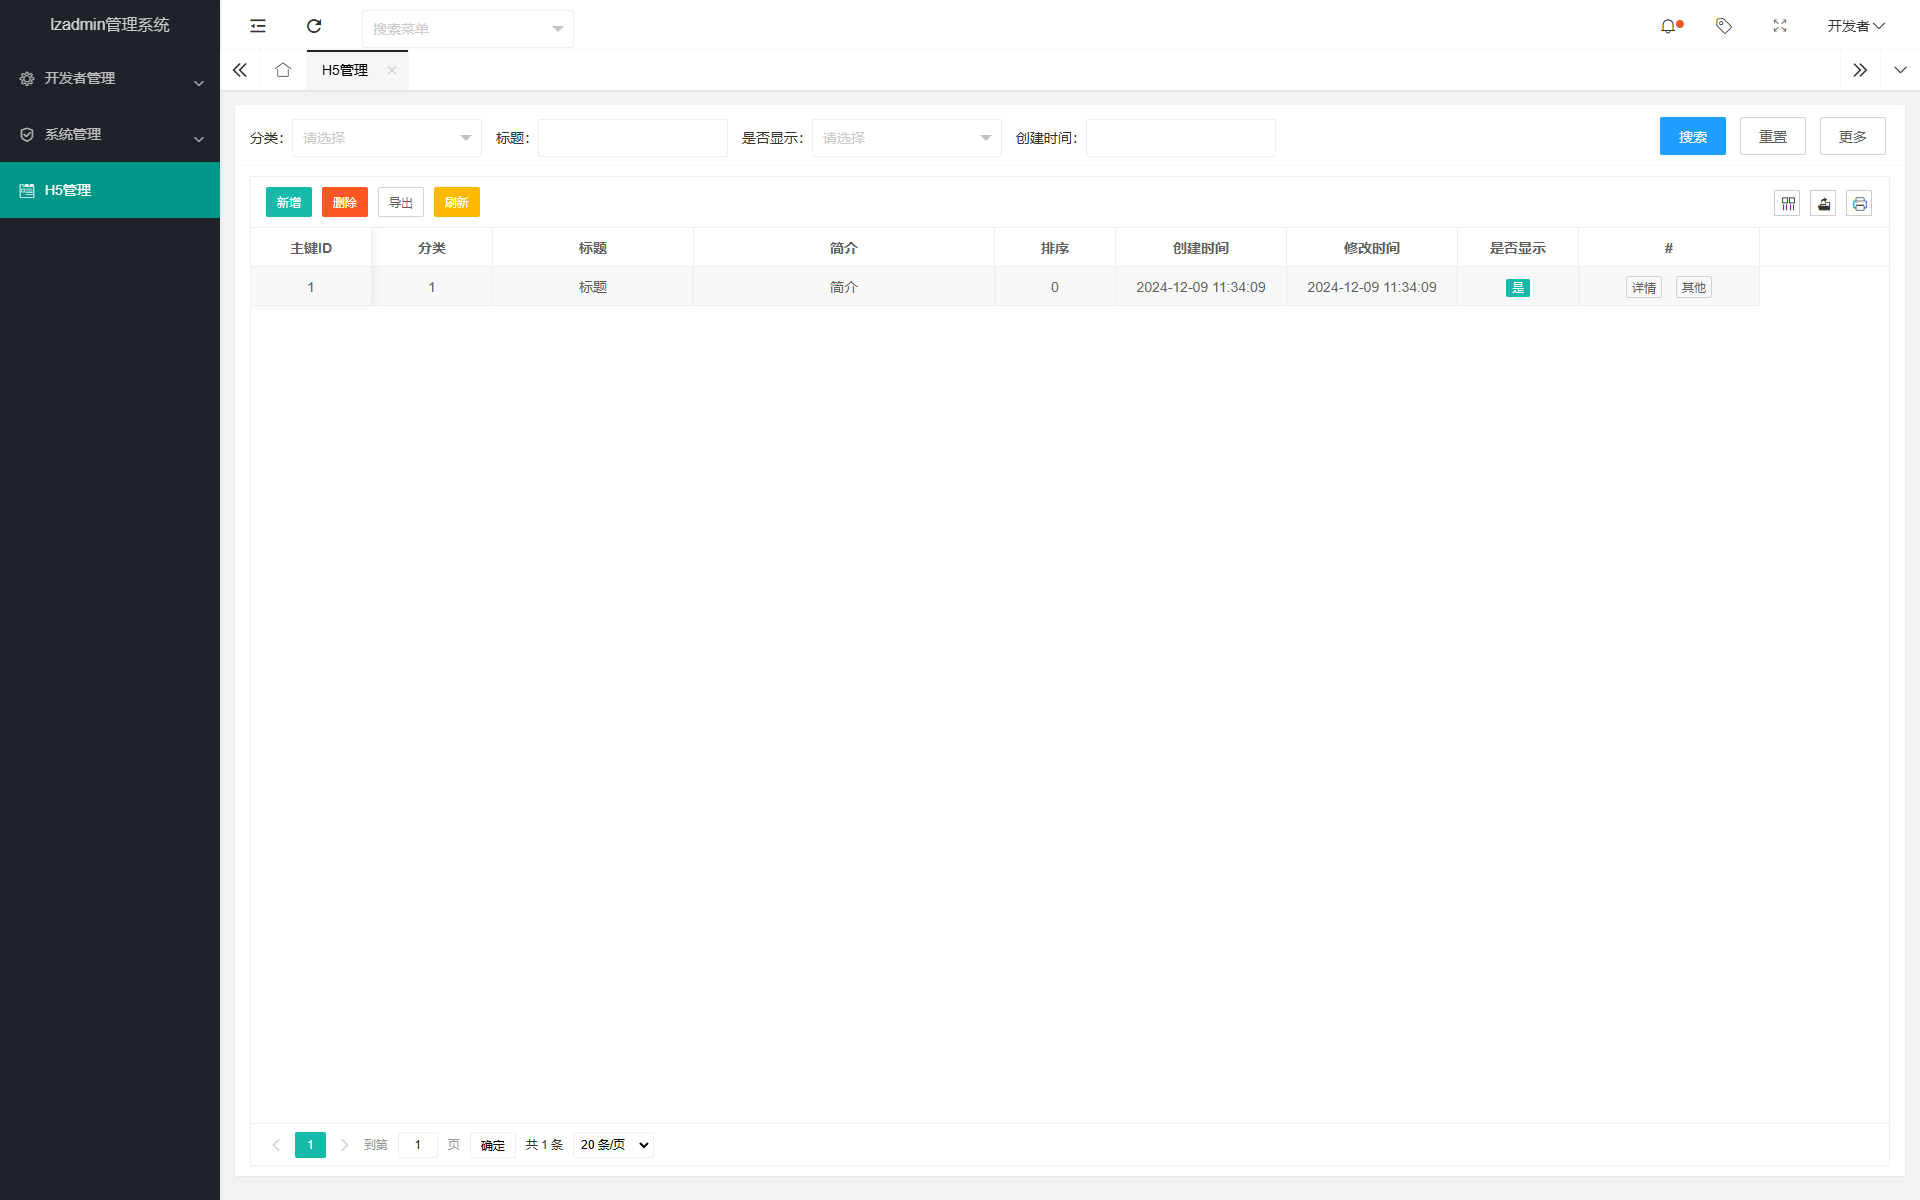 lzadmin管理系统
搜索菜单
开发者
开发者管理
系统管理
H5管理
H5管理
分类: 请选择 标题: 是否显示: 请选择 创建时间: 搜索 重置 更多
新增 删除 导出 刷新
主键ID 分类 标题 简介 排序 创建时间 修改时间 是否显示 #
1 1 标题 简介 0 2024-12-09 11:34:09 2024-12-09 11:34:09 是 详情 其他
1 到第 1 页 确定 共 1 条 20 条/页